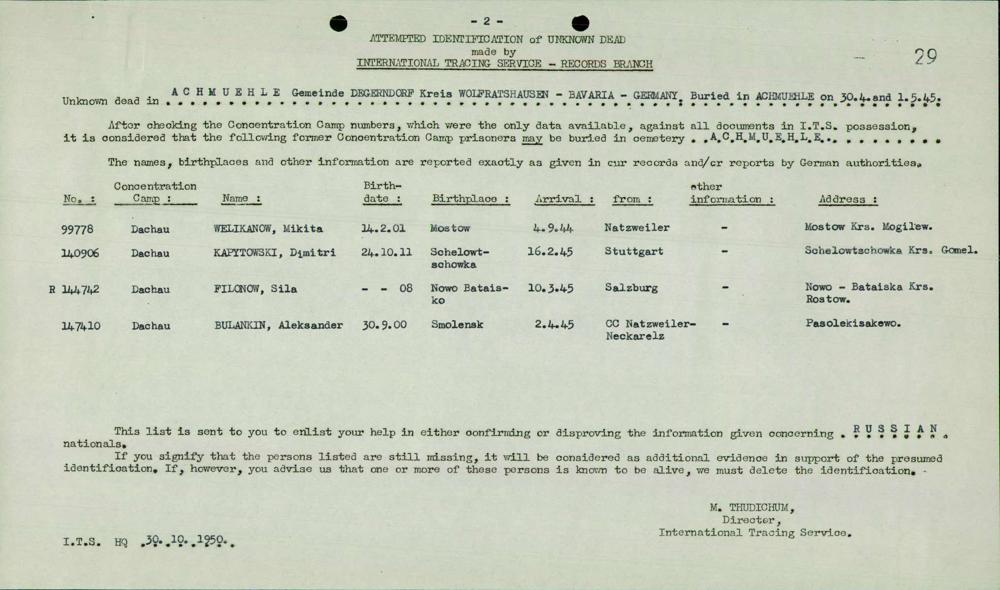 - 2 -
ATTEMPTED IDENTIFICATION of UNKNOWN DEAD
made by
INTERNATIONAL TRACING SERVICE - RECORDS BRANCH
29
Unknown dead in A C H M U E H L E Gemeinde DEGERNDORF Kreis WOLFRATSHAUSEN - BAVARIA - GERMANY. Buried in ACHMUEHLE on 30.4.and 1.5.45.
After checking the Concentration Camp numbers, which were the only data available, against all documents in I.T.S. possession,
it is considered that the following former Concentration Camp prisoners may be buried in cemetery . .A.C.H.M.U.E.H.L.E.. . . . . . . . .
The names, birthplaces and other information are reported exactly as given in our records and/or reports by German authorities.
No. : Concentration Camp : Name : Birth-date : Birthplace : Arrival : from : other information : Address :
99778 Dachau WELIKANOW, Mikita 14.2.01 Mostow 4.9.44 Natzweiler - Mostow Krs. Mogilew.
140906 Dachau KAPYTOWSKI, Dimitri 24.10.11 Schelowt- 16.2.45 Stuttgart - Schelowtschowka Krs. Gomel.
schowka
R 144742 Dachau FILONOW, Sila - - 08 Nowo Batais- 10.3.45 Salzburg - Nowo - Bataiska Krs.
ko Rostow.
147410 Dachau BULANKIN, Aleksander 30.9.00 Smolensk 2.4.45 CC Natzweiler- - Pasolekisakewo.
Neckarelz
This list is sent to you to enlist your help in either confirming or disproving the information given concerning . R U S S I A N .
nationals.
If you signify that the persons listed are still missing, it will be considered as additional evidence in support of the presumed
identification. If, however, you advise us that one or more of these persons is known to be alive, we must delete the identification. -
M. THUDICHUM,
Director,
International Tracing Service.
I.T.S. HQ .30. .10. .1950. .